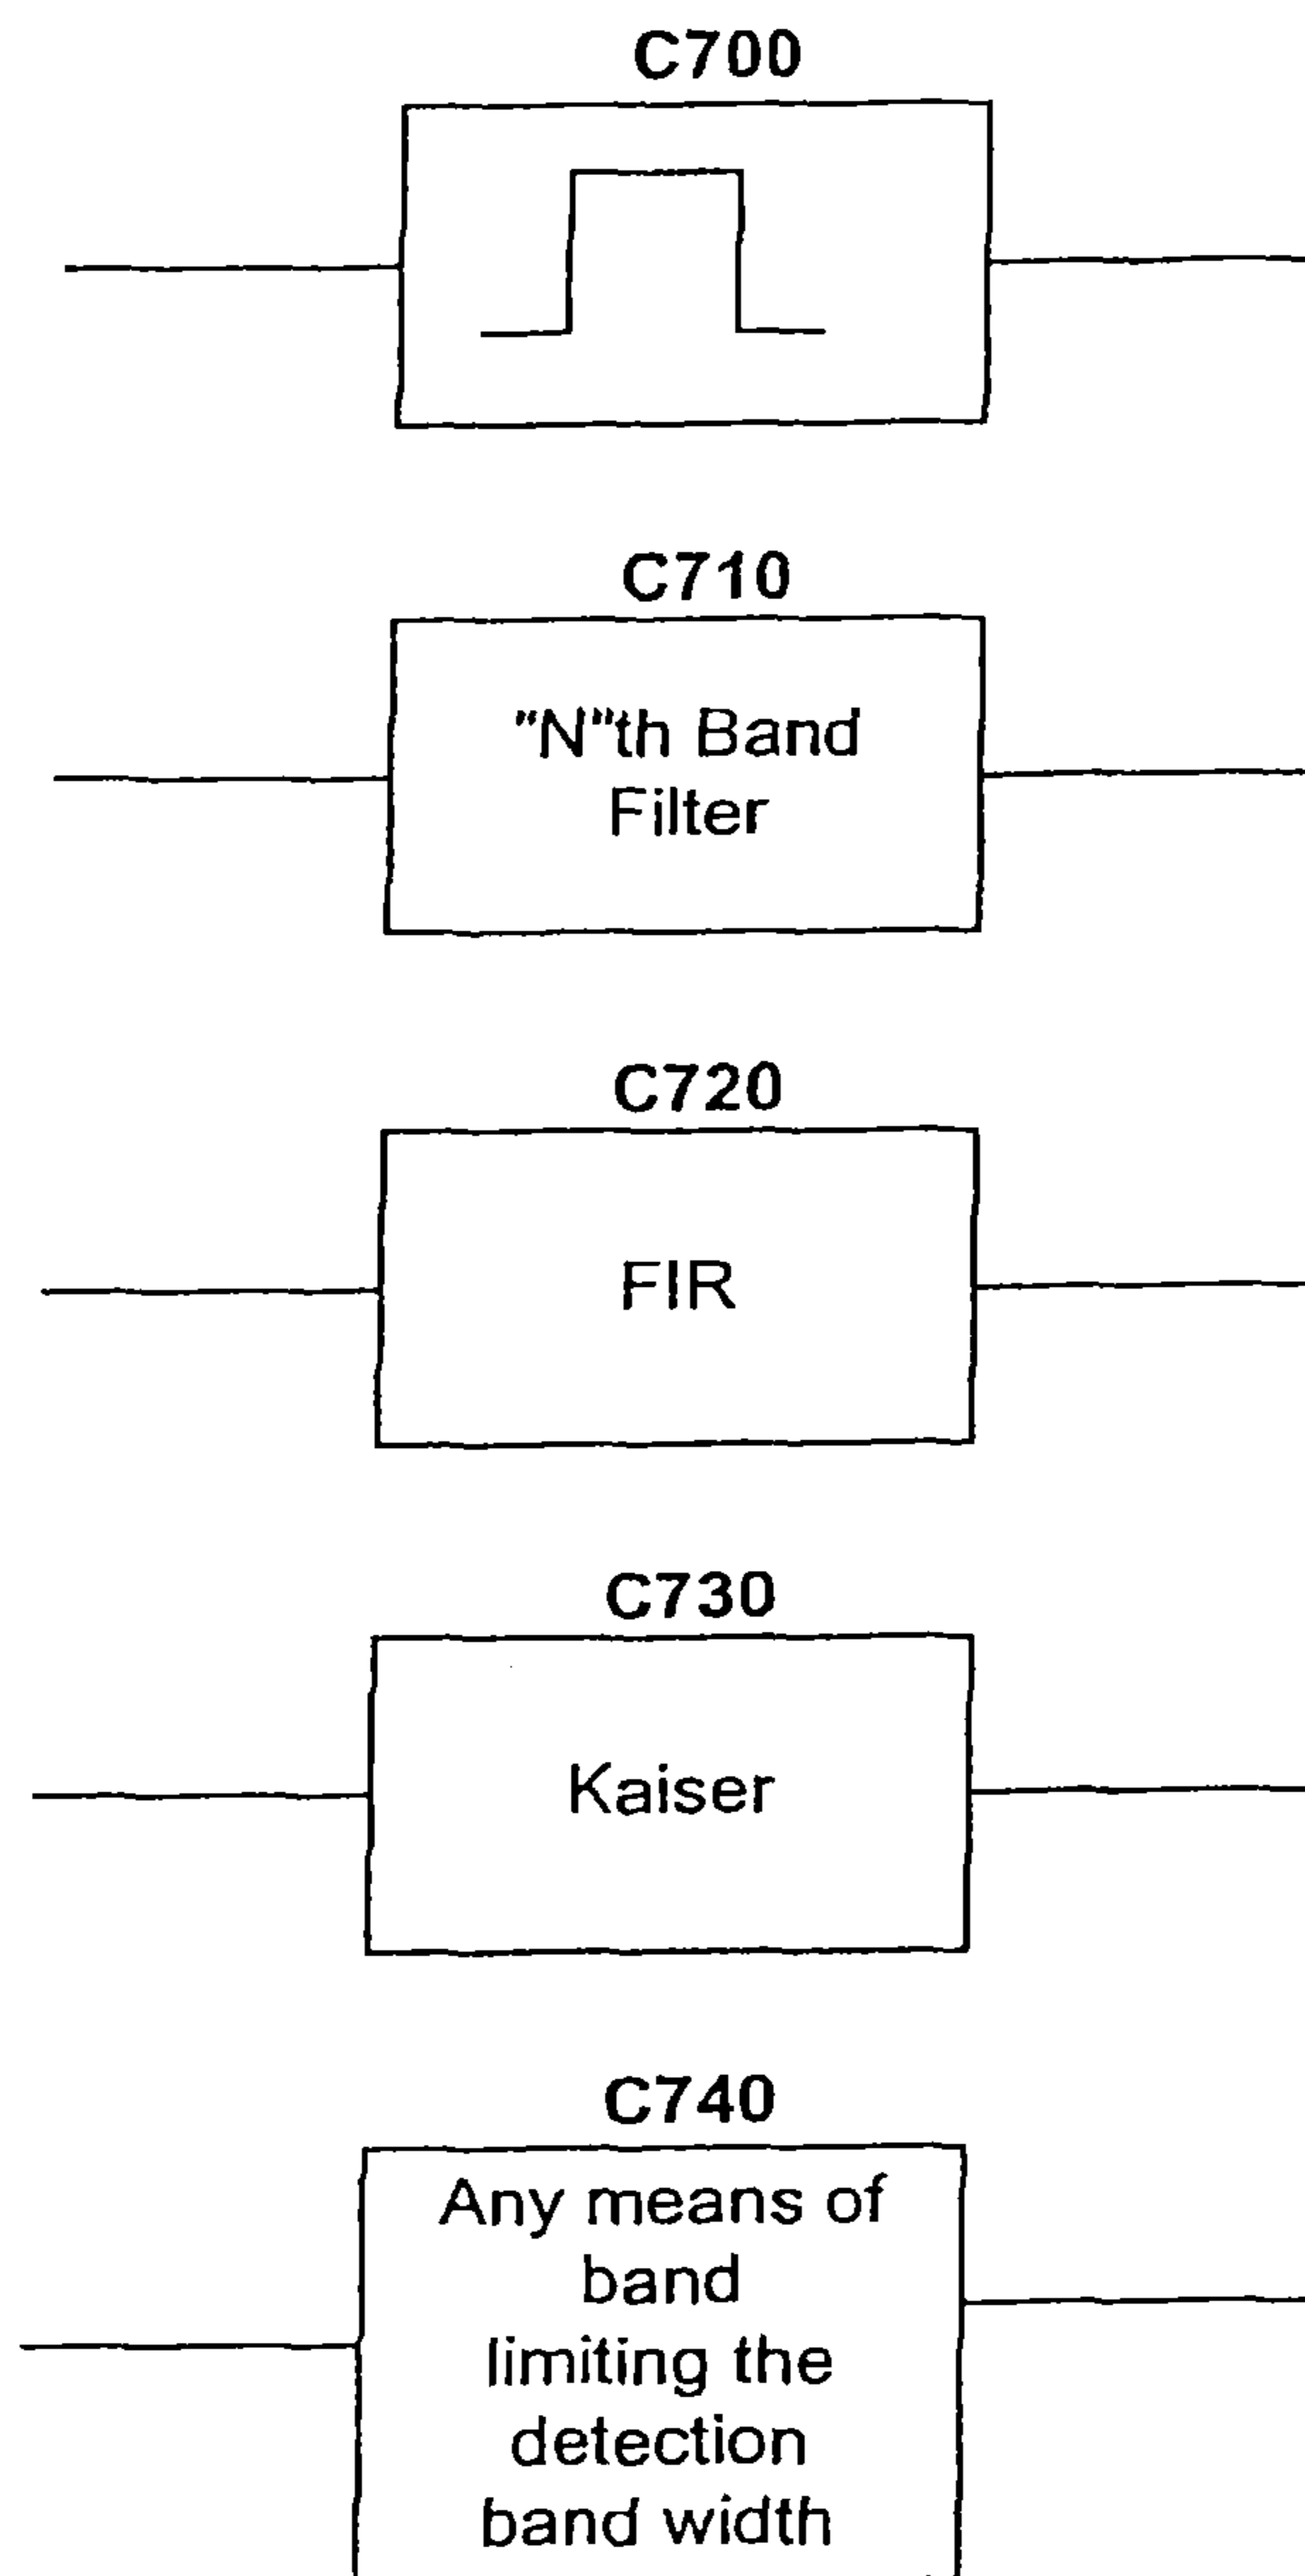 C700
C710
"N"th Band
Filter
C720
FIR
C730
Kaiser
C740
Any means of
band
limiting the
detection
band width